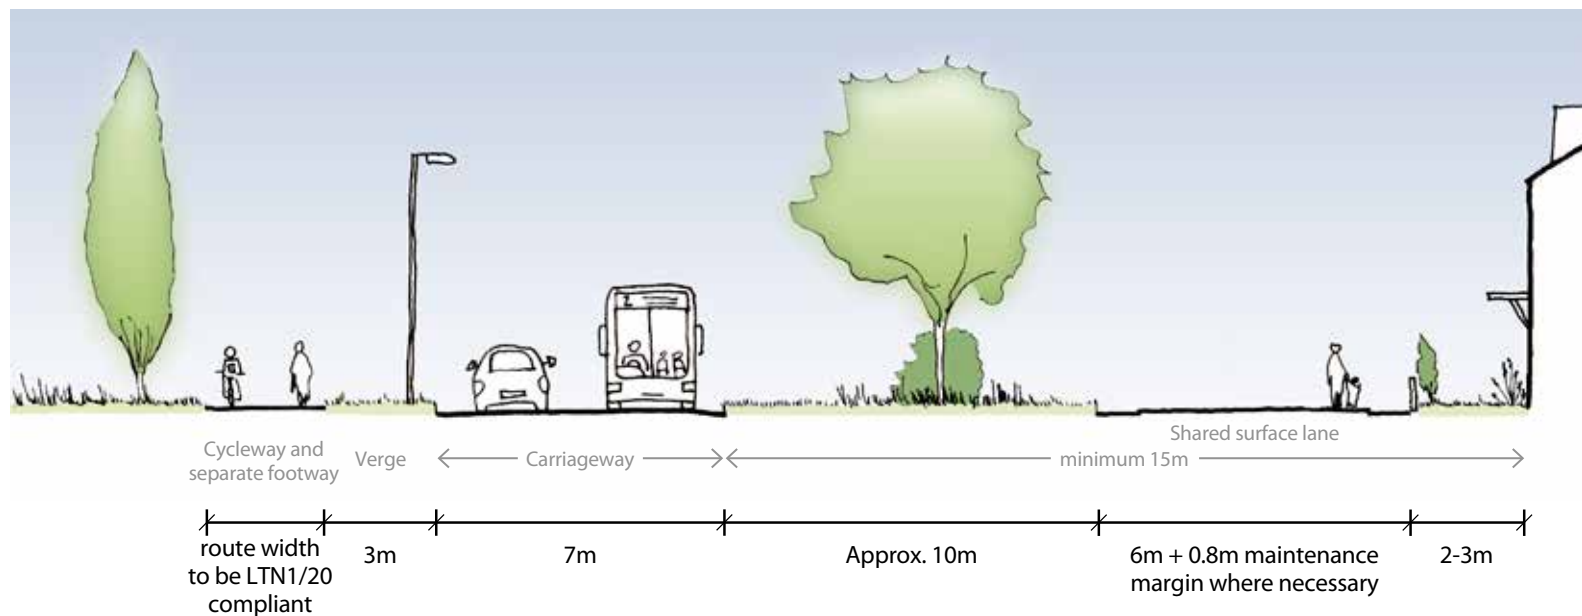 Cycleway and
separate footway
Verge
Carriageway
Shared surface lane
minimum 15m
route width
to be LTN1/20
compliant
3m
7m
Approx. 10m
6m + 0.8m maintenance
margin where necessary
2-3m